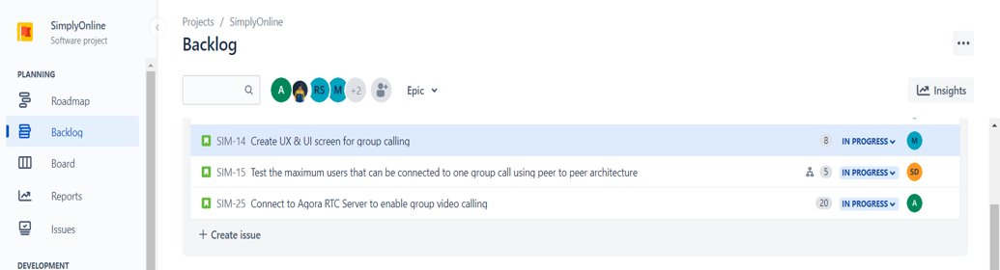 SimplyOnline
Software project
PLANNING
Roadmap
Backlog
Board
Reports
Issues
DEVELOPMENT
Projects / SimplyOnline
Backlog
A RS M +2
Epic
Insights
SIM-14 Create UX & UI screen for group calling 8 IN PROGRESS M
SIM-15 Test the maximum users that can be connected to one group call using peer to peer architecture 5 IN PROGRESS SD
SIM-25 Connect to Agora RTC Server to enable group video calling 20 IN PROGRESS A
+ Create issue